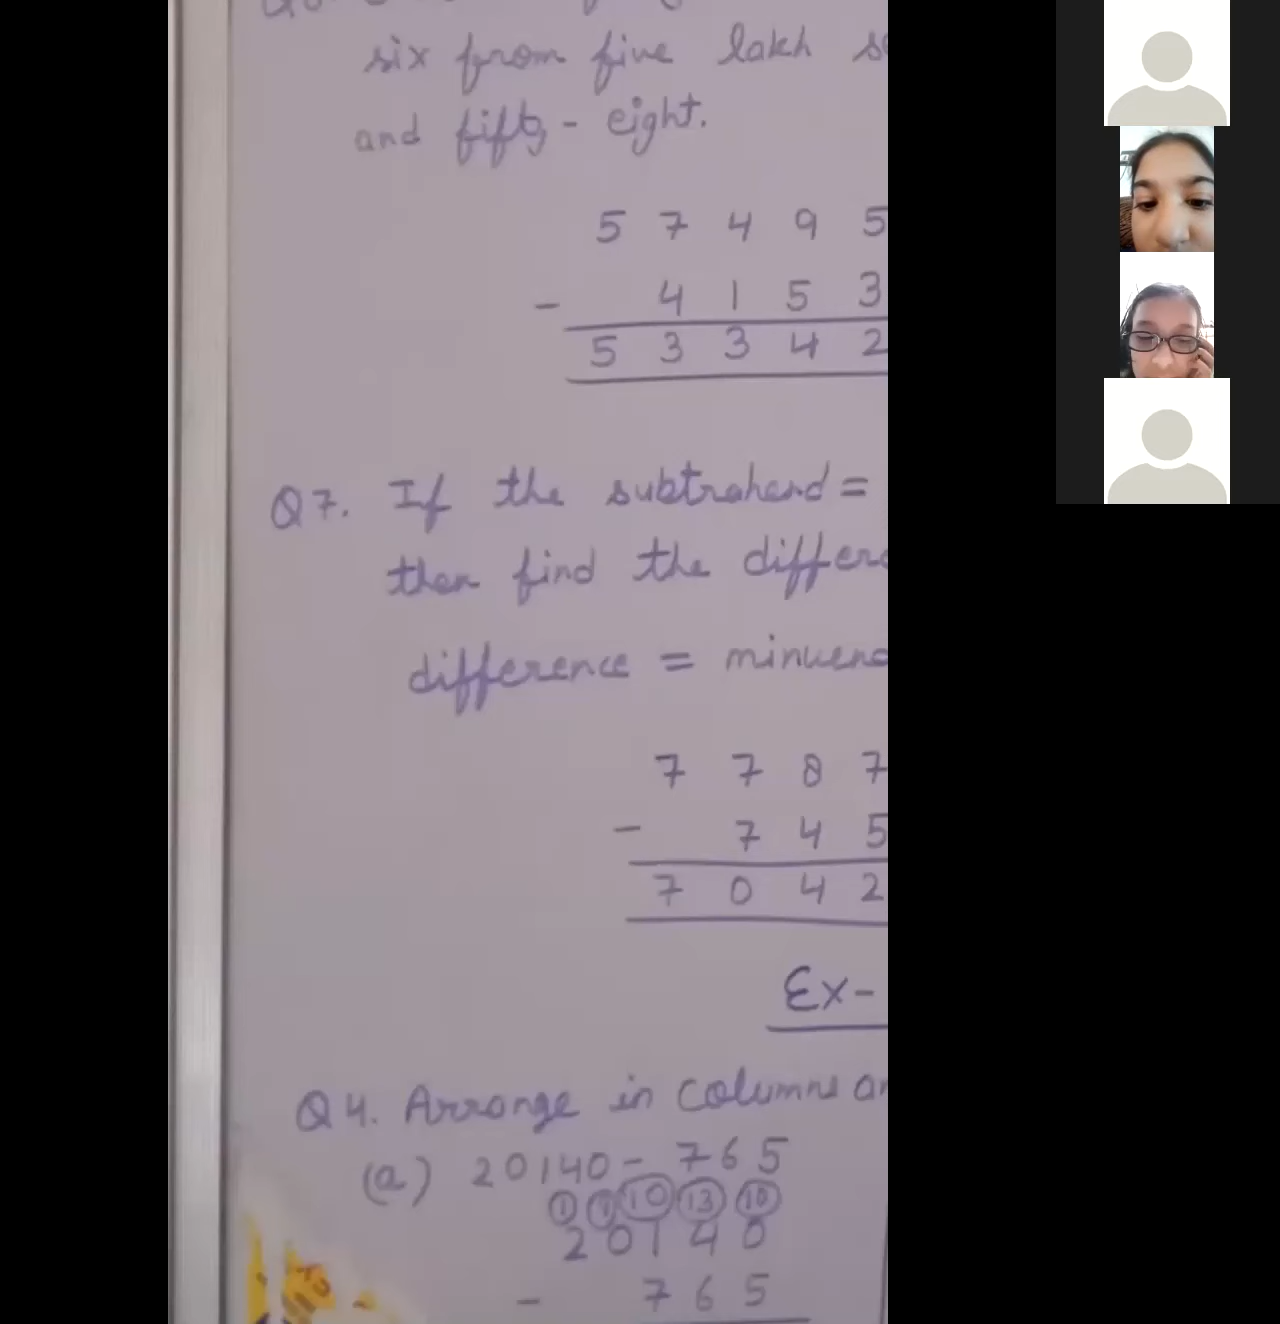 six from five lakh
and fifty - eight.
5 7 4 9 5
- 4 1 5 3
5 3 3 4 2
Q7. If the subtrahend =
then find the differe
difference = minuend
7 7 8 7
- 7 4 5
7 0 4 2
Ex-
Q4. Arrange in columns an
(a) 20140 - 765
1 9 10 13 10
2 0 1 4 0
- 7 6 5